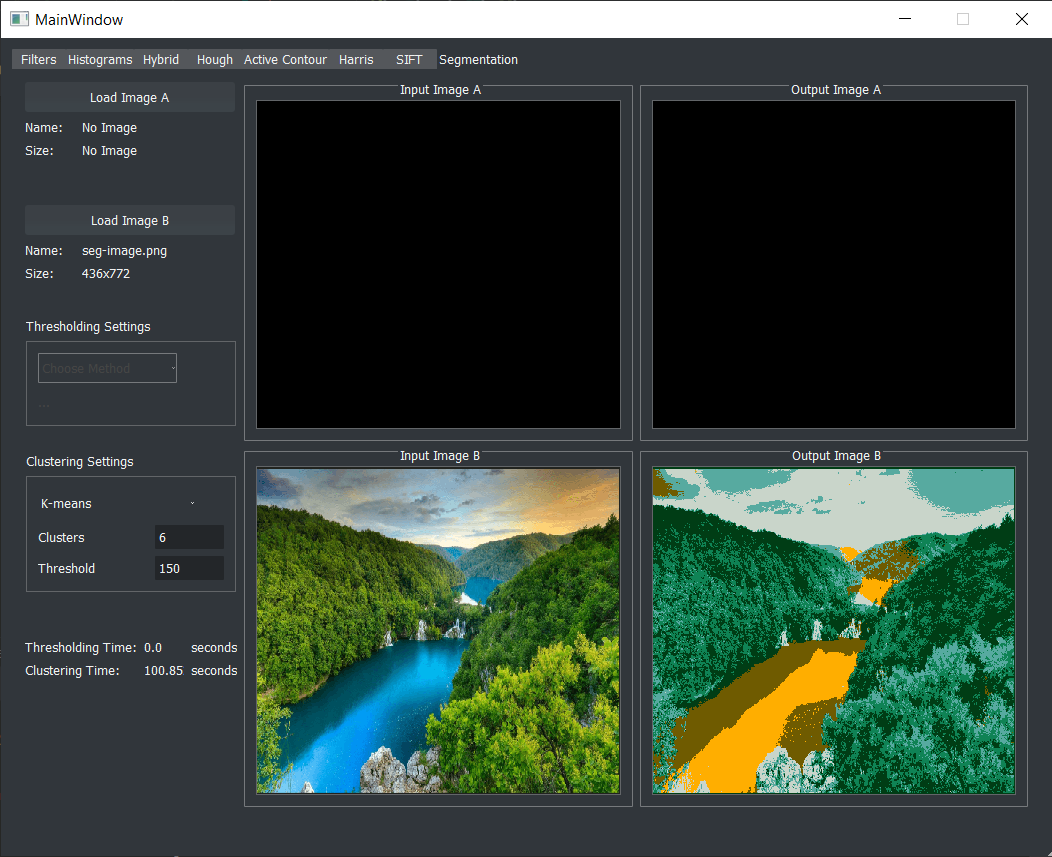 MainWindow
Filters Histograms Hybrid Hough Active Contour Harris SIFT Segmentation
Load Image A
Name: No Image
Size: No Image
Load Image B
Name: seg-image.png
Size: 436x772
Thresholding Settings
Choose Method
...
Clustering Settings
K-means
Clusters 6
Threshold 150
Thresholding Time: 0.0 seconds
Clustering Time: 100.85 seconds
Input Image A
Output Image A
Input Image B
Output Image B